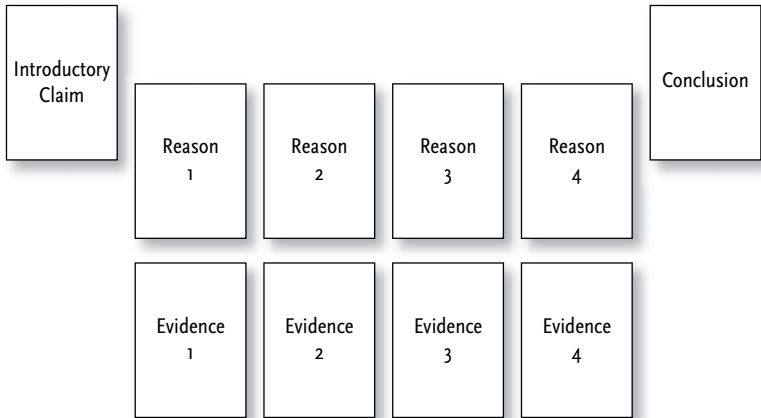 Introductory
Claim
Conclusion
Reason
1
Reason
2
Reason
3
Reason
4
Evidence
1
Evidence
2
Evidence
3
Evidence
4